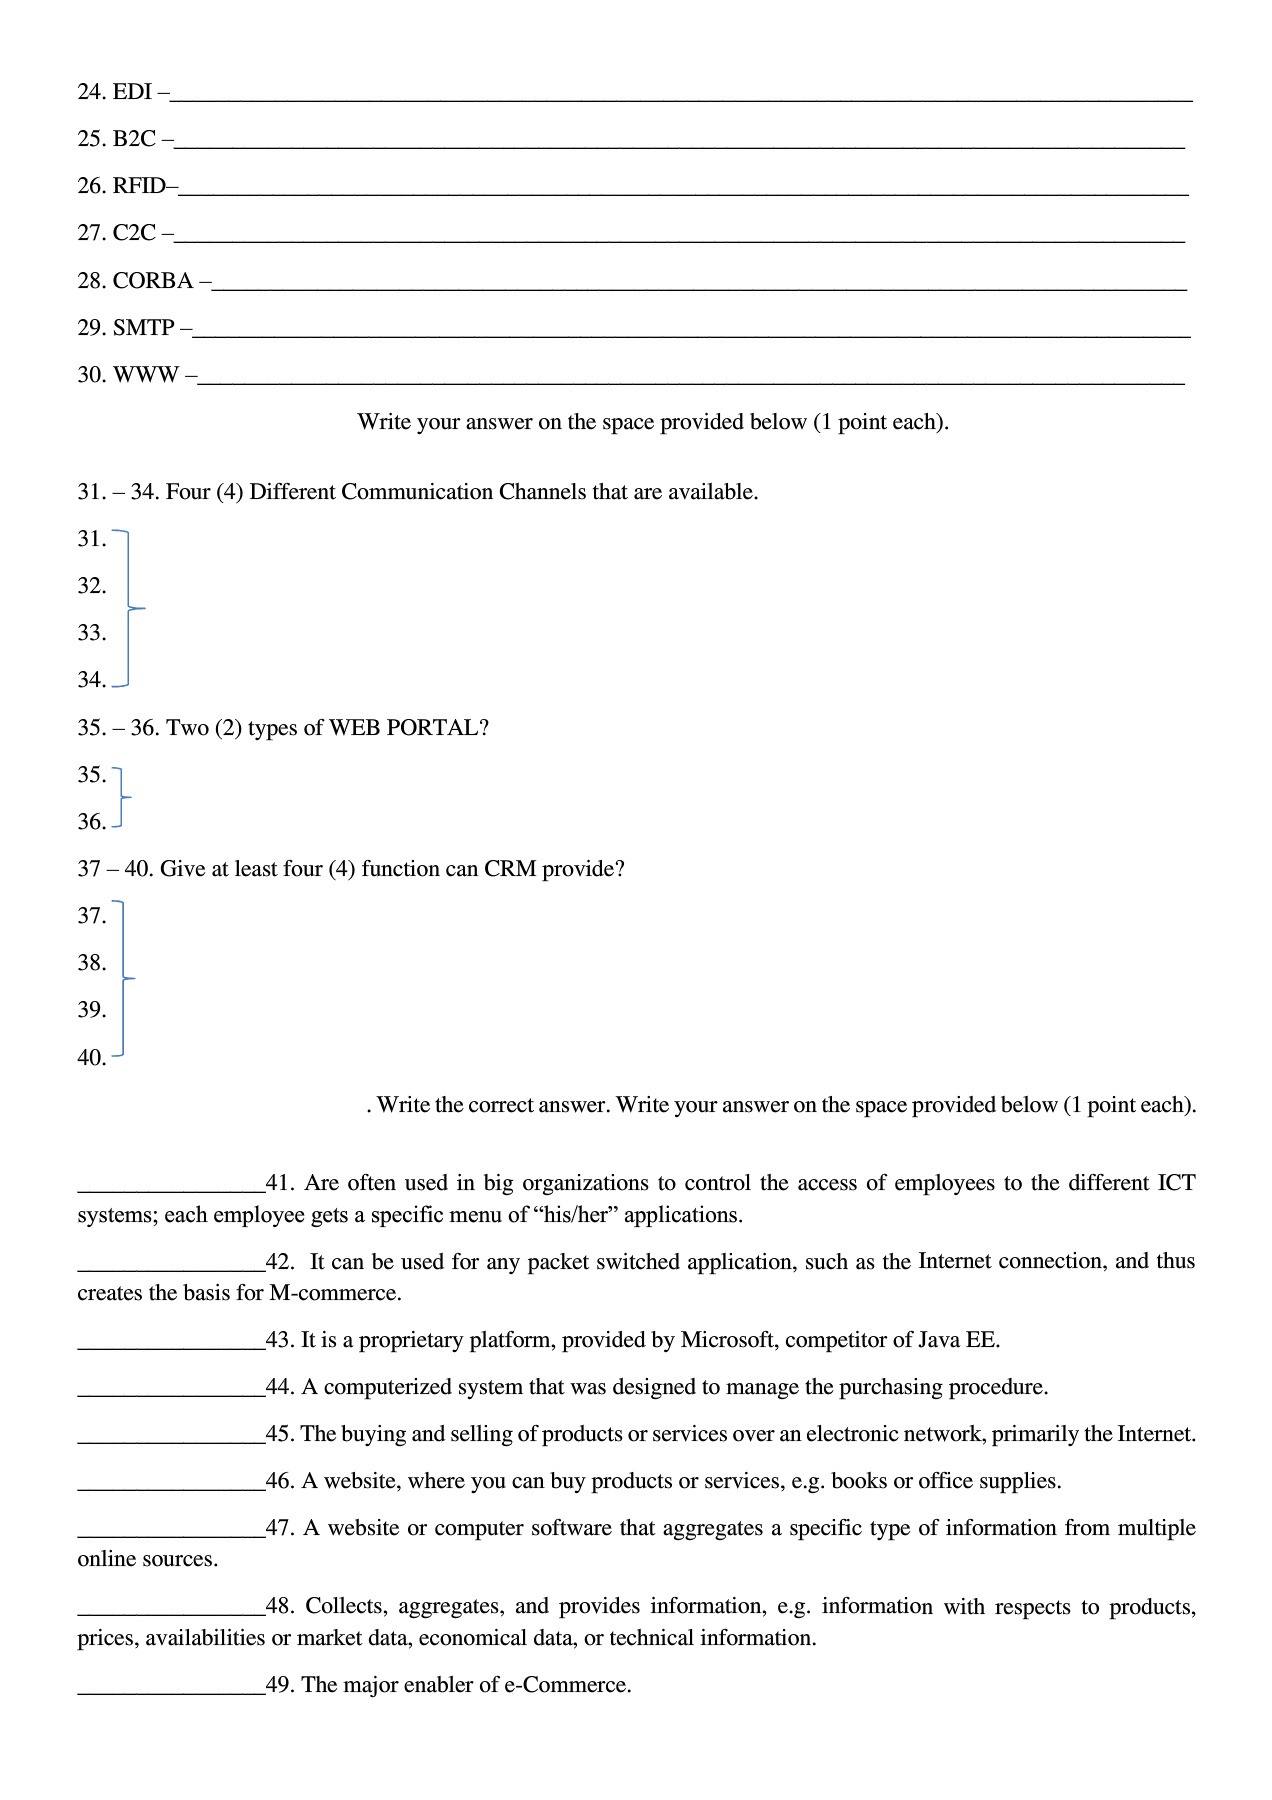 24. EDI –
25. B2C –
26. RFID–
27. C2C –
28. CORBA –
29. SMTP –
30. WWW –
Write your answer on the space provided below (1 point each).
31. – 34. Four (4) Different Communication Channels that are available.
31.
32.
33.
34.
35. – 36. Two (2) types of WEB PORTAL?
35.
36.
37 – 40. Give at least four (4) function can CRM provide?
37.
38.
39.
40.
. Write the correct answer. Write your answer on the space provided below (1 point each).
________________41. Are often used in big organizations to control the access of employees to the different ICT
systems; each employee gets a specific menu of “his/her” applications.
________________42. It can be used for any packet switched application, such as the Internet connection, and thus
creates the basis for M-commerce.
________________43. It is a proprietary platform, provided by Microsoft, competitor of Java EE.
________________44. A computerized system that was designed to manage the purchasing procedure.
________________45. The buying and selling of products or services over an electronic network, primarily the Internet.
________________46. A website, where you can buy products or services, e.g. books or office supplies.
________________47. A website or computer software that aggregates a specific type of information from multiple
online sources.
________________48. Collects, aggregates, and provides information, e.g. information with respects to products,
prices, availabilities or market data, economical data, or technical information.
________________49. The major enabler of e-Commerce.